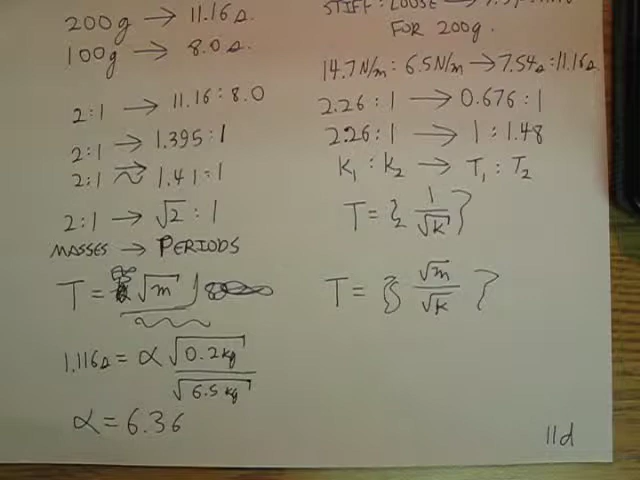 200g → 11.16s.
100g → 8.0s.
2:1 → 11.16:8.0
2:1 → 1.395:1
2:1 ⇒~ 1.41:1
2:1 → √2 : 1
MASSES → PERIODS
T = √m
1.116s = α √0.2kg / √6.5kg
α = 6.36
STIFF:LOOSE →
FOR 200g.
14.7N/m: 6.5N/m → 7.54s:11.16s
2.26:1 → 0.676:1
2.26:1 → 1:1.48
K₁ : K₂ → T₁ : T₂
T = { 1/√K }
T = { √m/√K }
11d